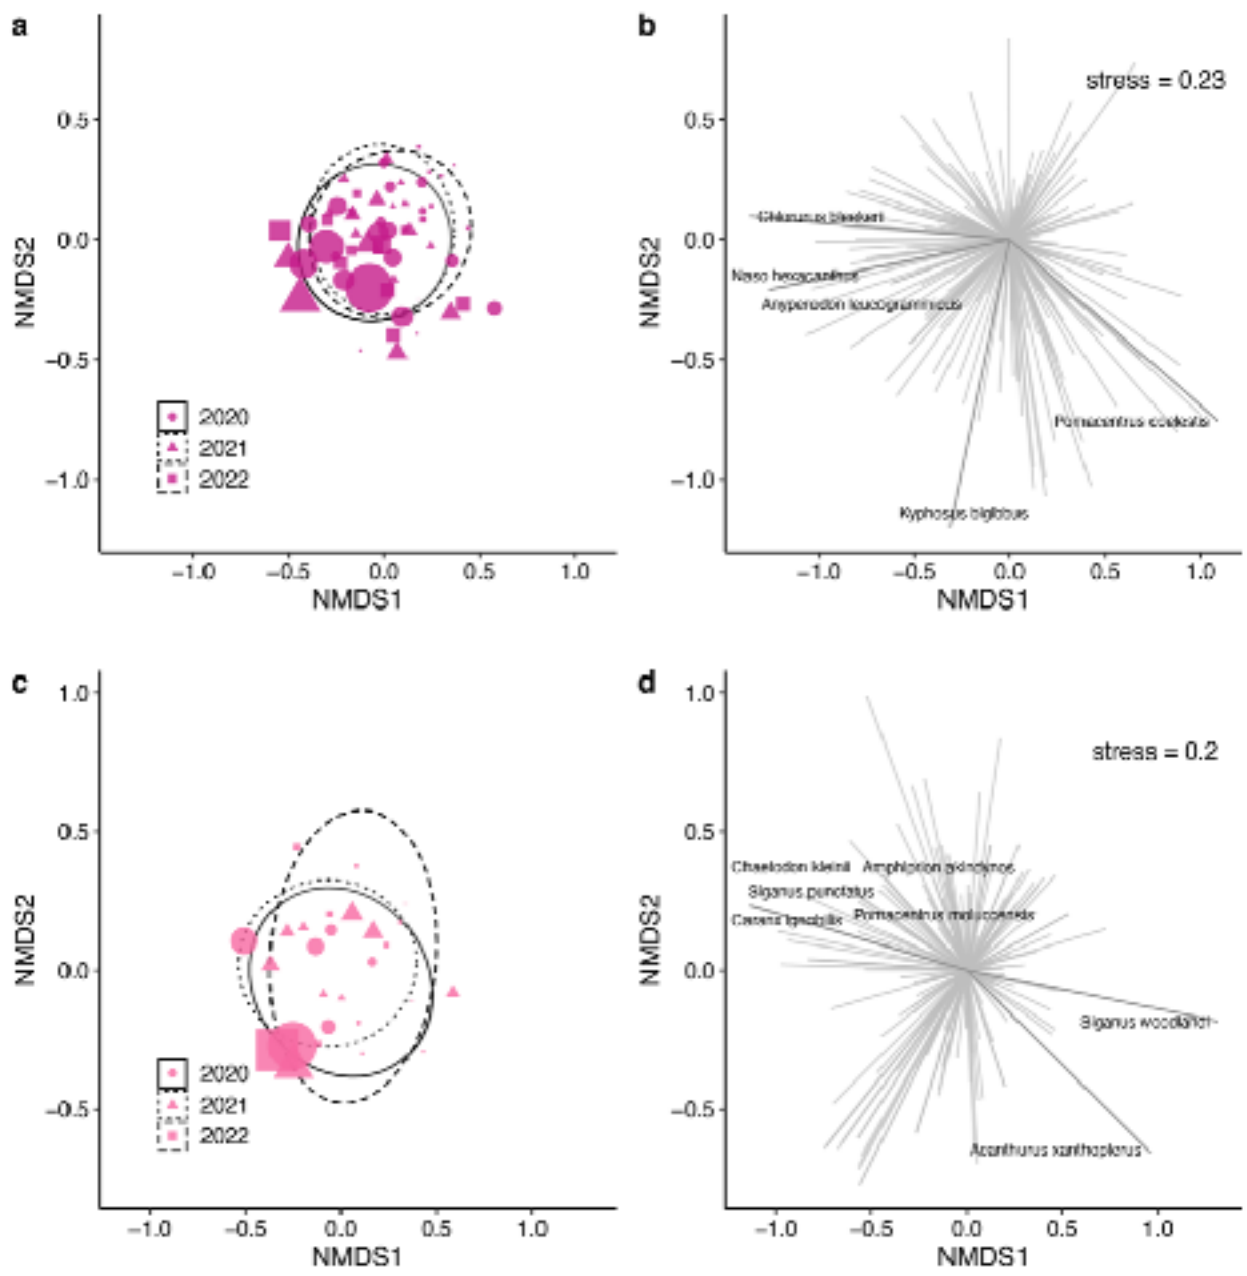 a
0.5
0.0
−0.5
−1.0
NMDS2
2020
2021
2022
−1.0 −0.5 0.0 0.5 1.0
NMDS1
b
stress = 0.23
0.5
0.0
−0.5
−1.0
NMDS2
Chlorurus bleekeri
Naso hexacanthus
Anyperodon leucogrammicus
Pomacentrus coelestis
Kyphosus bigibbus
−1.0 −0.5 0.0 0.5 1.0
NMDS1
c
1.0
0.5
0.0
−0.5
NMDS2
2020
2021
2022
−1.0 −0.5 0.0 0.5 1.0
NMDS1
d
stress = 0.2
1.0
0.5
0.0
−0.5
NMDS2
Chaetodon kleinii Amphiprion akindynos
Siganus punctatus
Caranx ignobilis Pomacentrus moluccensis
Siganus woodlandi
Acanthurus xanthopterus
−1.0 −0.5 0.0 0.5 1.0
NMDS1